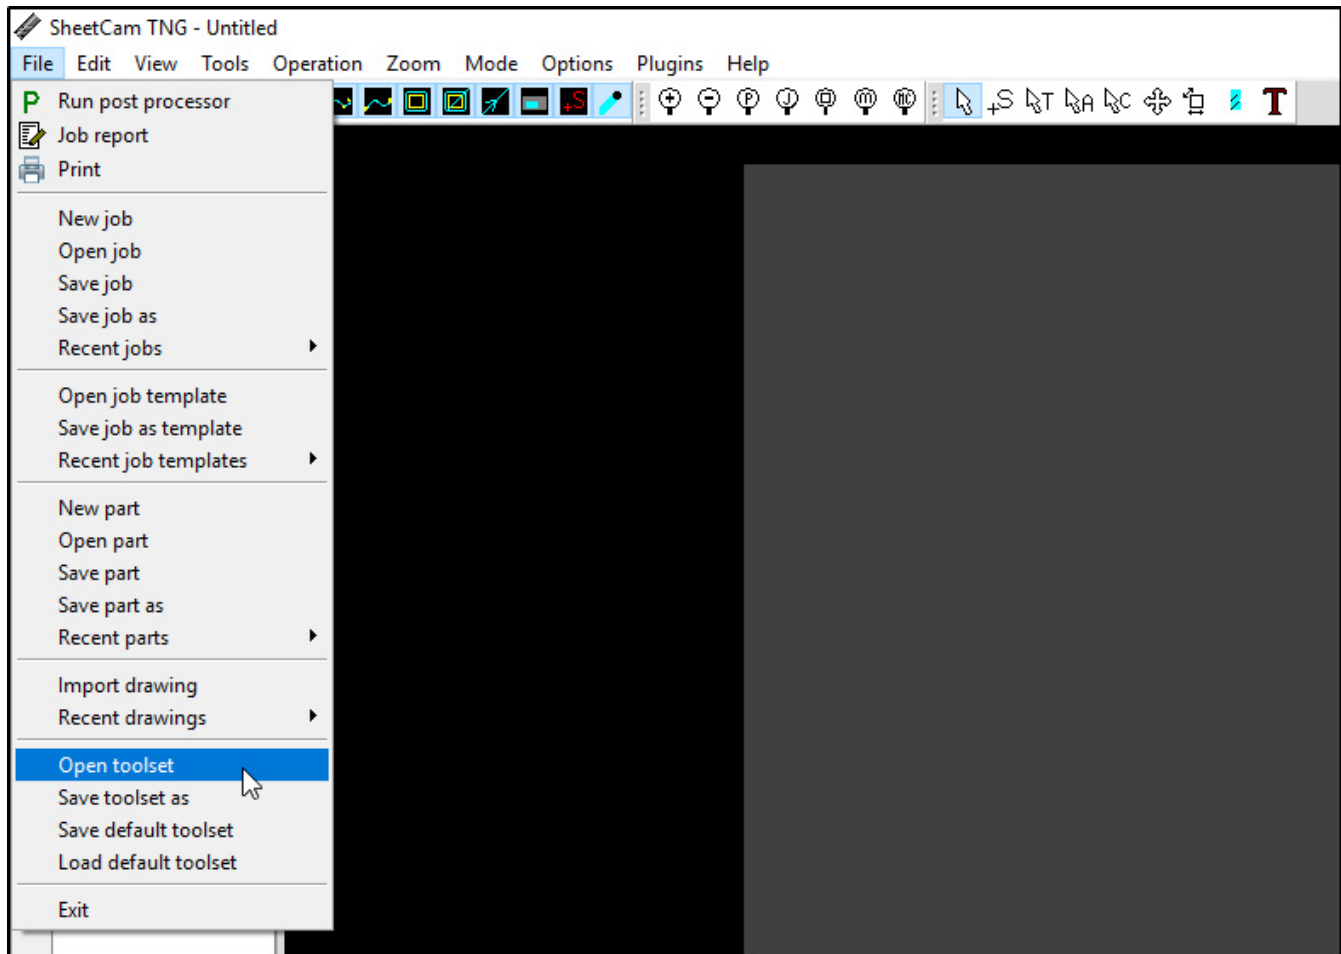 SheetCam TNG - Untitled
File Edit View Tools Operation Zoom Mode Options Plugins Help
P Run post processor
Job report
Print
New job
Open job
Save job
Save job as
Recent jobs
Open job template
Save job as template
Recent job templates
New part
Open part
Save part
Save part as
Recent parts
Import drawing
Recent drawings
Open toolset
Save toolset as
Save default toolset
Load default toolset
Exit
+S P J +S T A C T